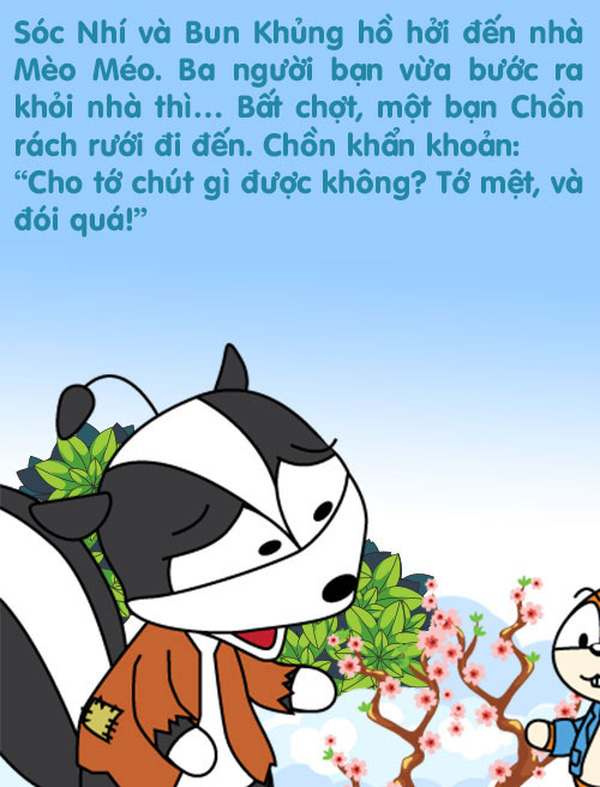 Sóc Nhí và Bun Khủng hồ hởi đến nhà
Mèo Méo. Ba người bạn vừa bước ra
khỏi nhà thì... Bất chợt, một bạn Chồn
rách rưới đi đến. Chồn khẩn khoản:
“Cho tớ chút gì được không? Tớ mệt, và
đói quá!”